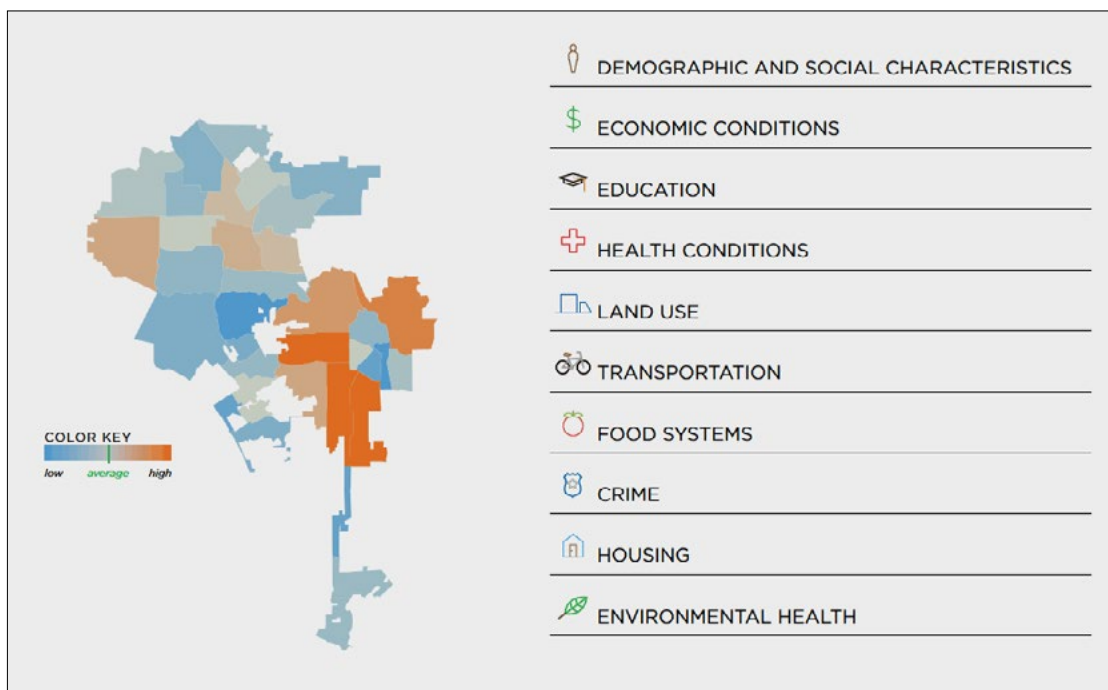 DEMOGRAPHIC AND SOCIAL CHARACTERISTICS
ECONOMIC CONDITIONS
EDUCATION
HEALTH CONDITIONS
LAND USE
TRANSPORTATION
FOOD SYSTEMS
CRIME
HOUSING
ENVIRONMENTAL HEALTH
COLOR KEY
low average high